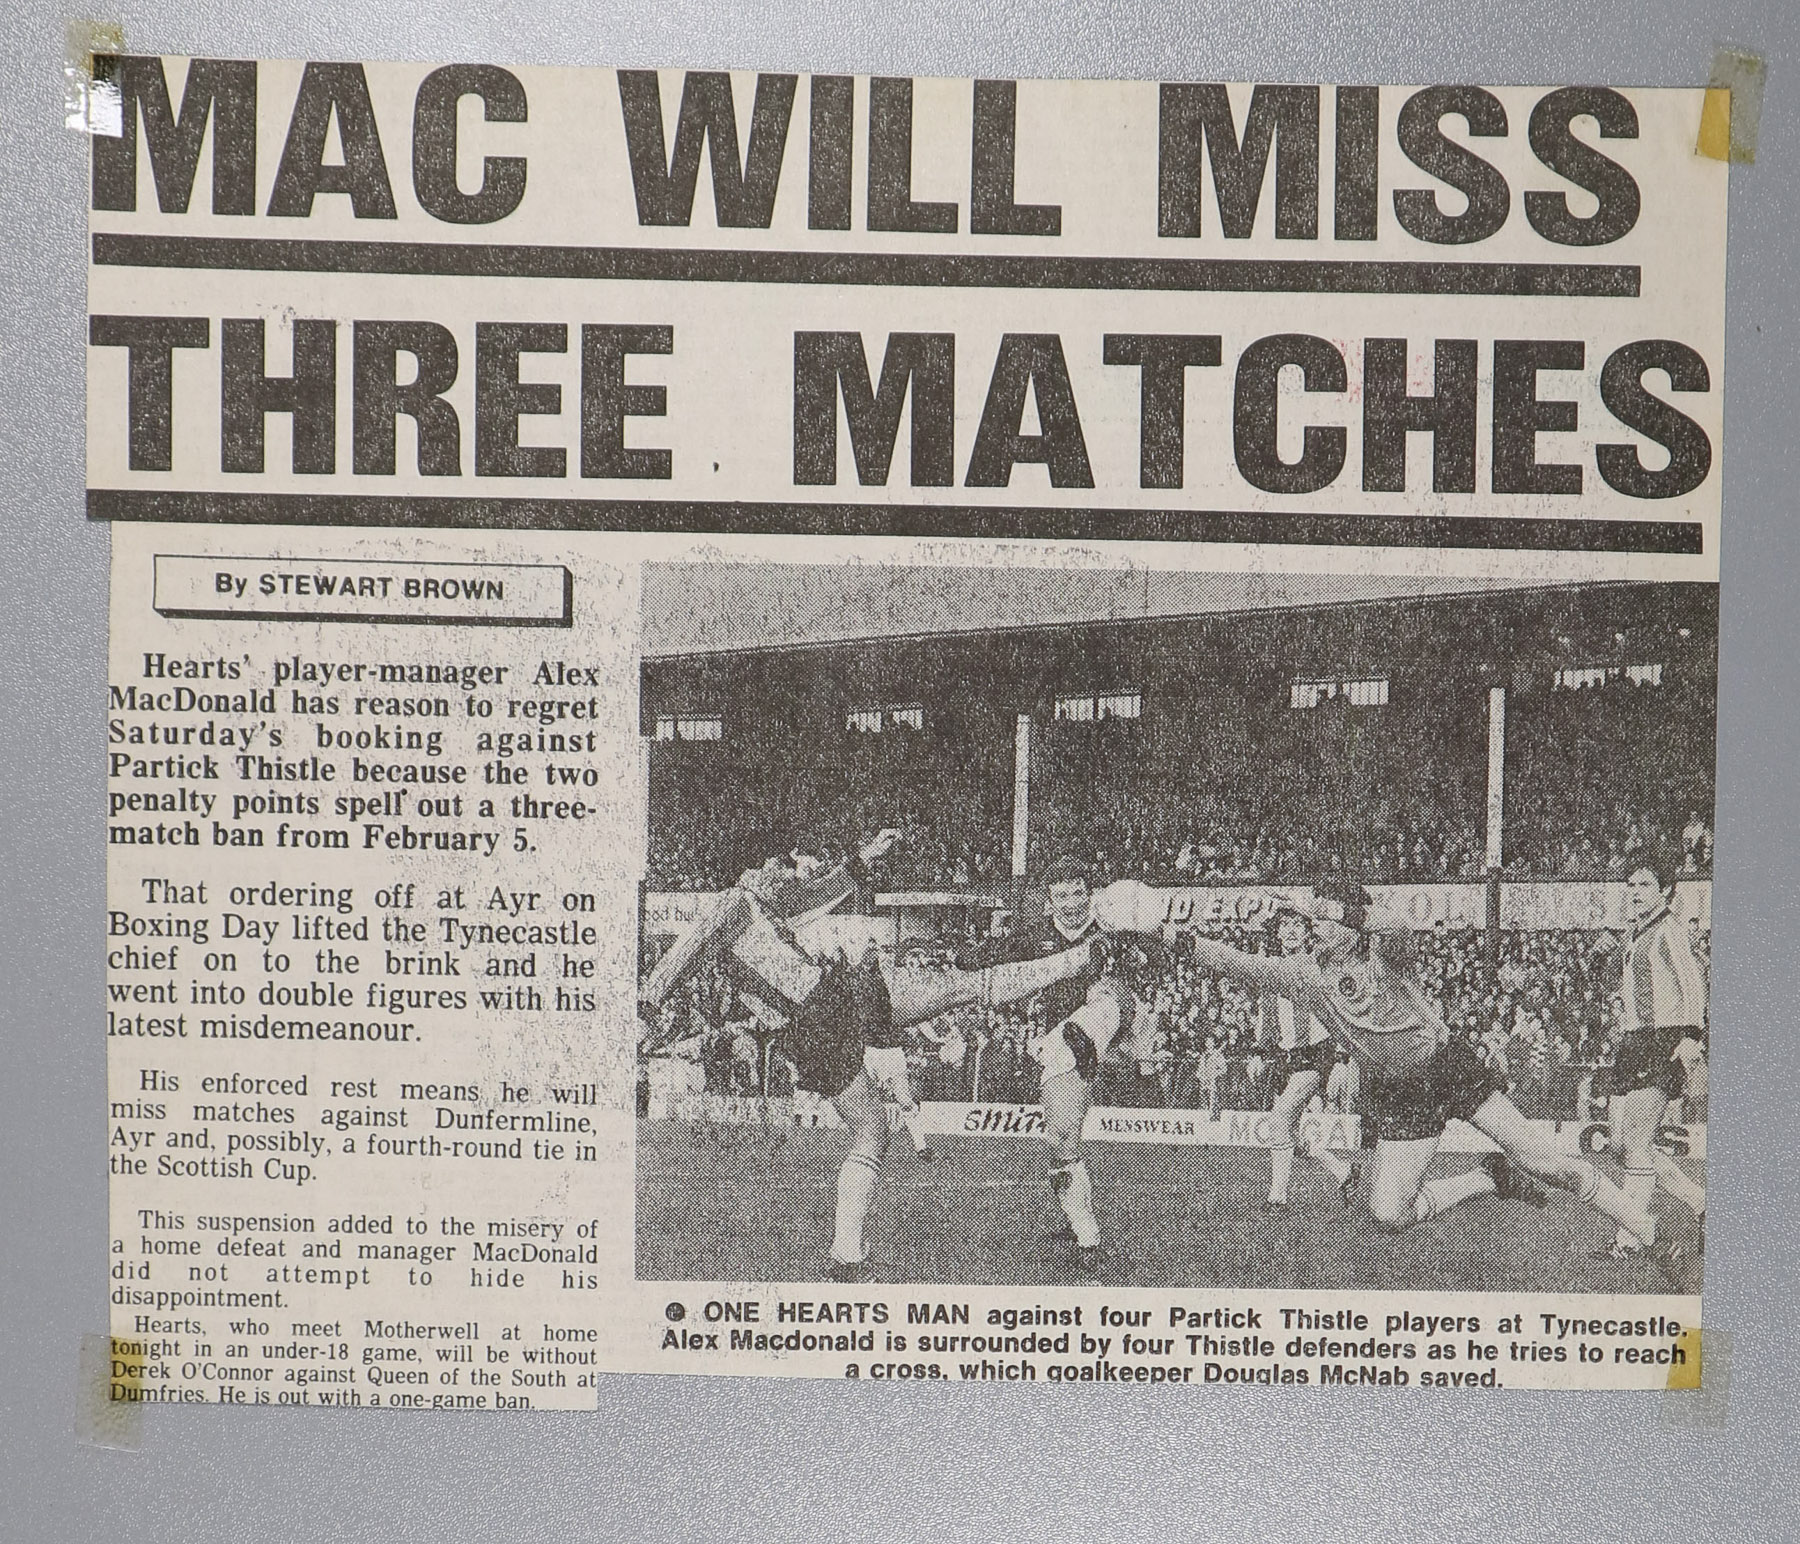 MAC WILL MISS
THREE MATCHES
By STEWART BROWN
Hearts' player-manager Alex
MacDonald has reason to regret
Saturday's booking against
Partick Thistle because the two
penalty points spell out a three-
match ban from February 5.
That ordering off at Ayr on
Boxing Day lifted the Tynecastle
chief on to the brink and he
went into double figures with his
latest misdemeanour.
His enforced rest means he will
miss matches against Dunfermline,
Ayr and, possibly, a fourth-round tie in
the Scottish Cup.
This suspension added to the misery of
a home defeat and manager MacDonald
did not attempt to hide his
disappointment.
Hearts, who meet Motherwell at home
tonight in an under-18 game, will be without
Derek O'Connor against Queen of the South at
Dumfries. He is out with a one-game ban.
MENSWEAR
● ONE HEARTS MAN against four Partick Thistle players at Tynecastle.
Alex Macdonald is surrounded by four Thistle defenders as he tries to reach
a cross, which goalkeeper Douglas McNab saved.